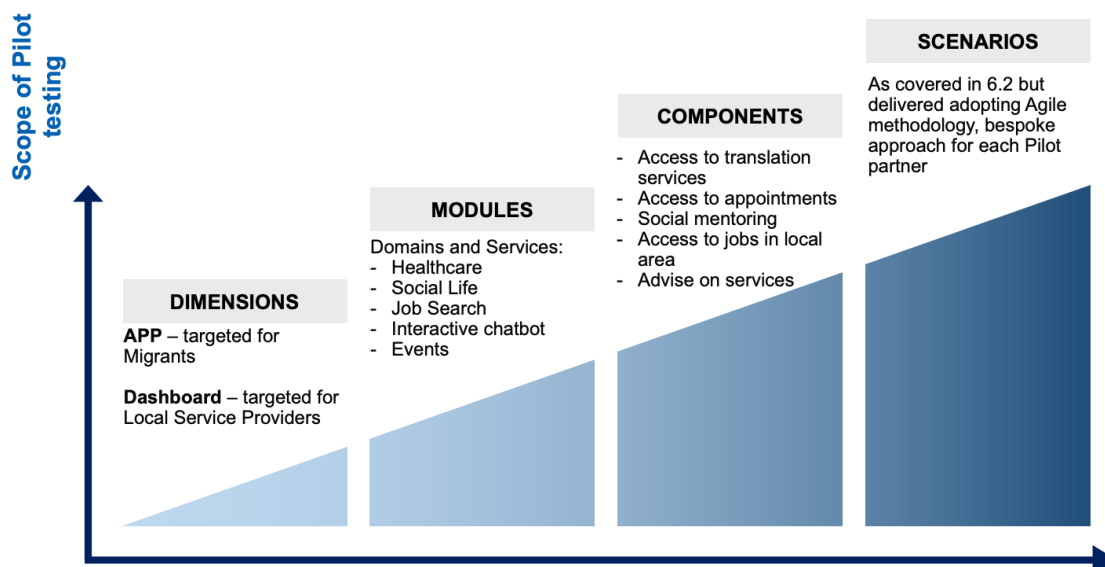 Scope of Pilot
testing
DIMENSIONS
APP – targeted for
Migrants
Dashboard – targeted for
Local Service Providers
MODULES
Domains and Services:
- Healthcare
- Social Life
- Job Search
- Interactive chatbot
- Events
COMPONENTS
- Access to translation
services
- Access to appointments
- Social mentoring
- Access to jobs in local
area
- Advise on services
SCENARIOS
As covered in 6.2 but
delivered adopting Agile
methodology, bespoke
approach for each Pilot
partner